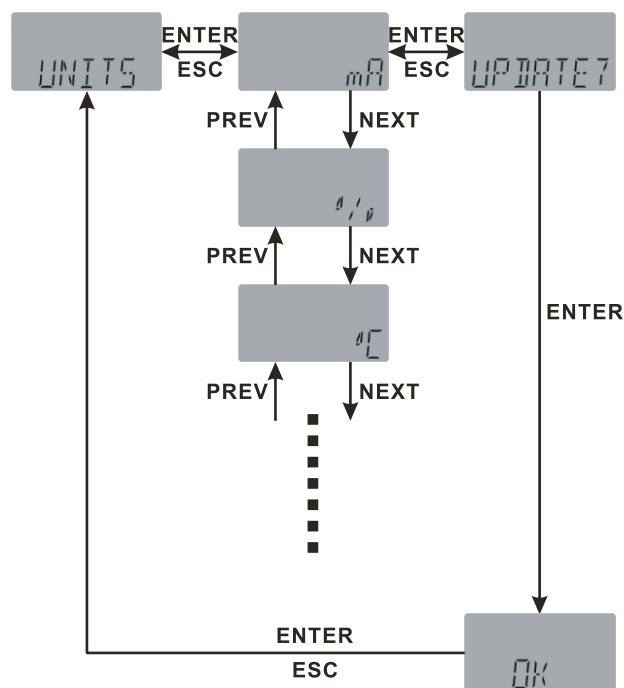 UNITS
ENTER
ESC
mA
ENTER
ESC
UPDATE?
PREV
NEXT
%
PREV
NEXT
°C
ENTER
PREV
NEXT
ENTER
ESC
OK